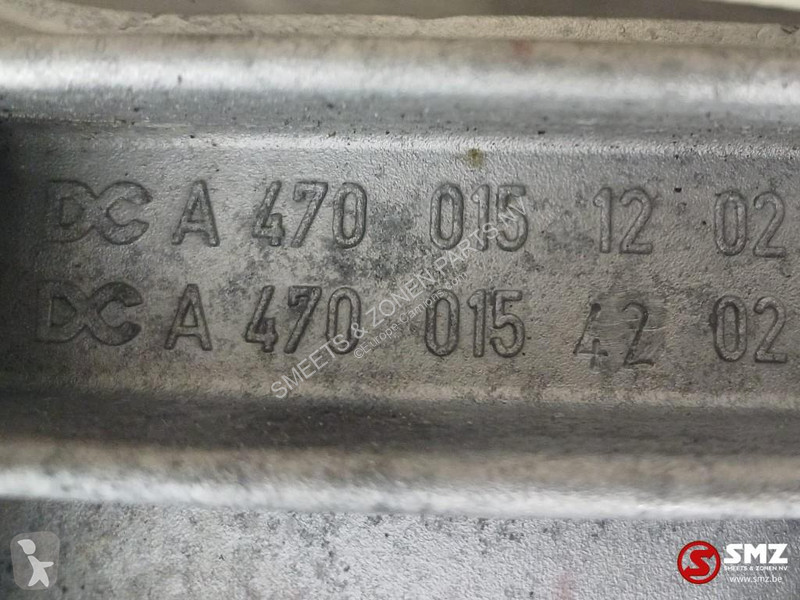 DC A 470 015 12 02
DC A 470 015 42 02
SMEETS & ZONEN PARTS NV
SMZ
SMEETS & ZONEN NV
www.smz.be